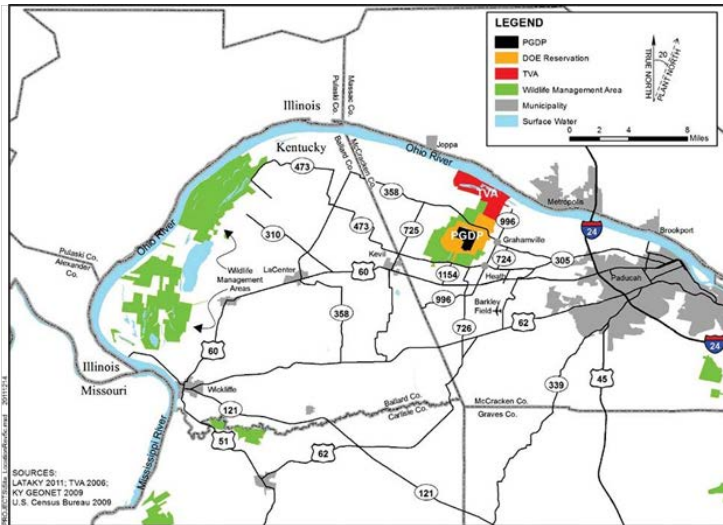 LEGEND
PGDP
DOE Reservation
TVA
Wildlife Management Area
Municipality
Surface Water
20
TRUE NORTH
PLANT NORTH
0 2 4 8
Miles
Illinois
Pulaski Co.
Massac Co.
Kentucky
Ballard Co.
McCracken Co.
Ohio River
Joppa
TVA
Metropolis
24
Brookport
473
358
996
310
473
725
PGDP
Grahamville
Ohio River
Pulaski Co.
Alexander Co.
Wildlife
Management
Areas
LaCenter
Kevil
60
724
305
1154
Heath
Paducah
996
Barkley
Field
358
62
726
60
24
Illinois
Missouri
Wickliffe
339
45
121
Ballard Co.
Carlisle Co.
McCracken Co.
Graves Co.
51
62
121
Mississippi River
SOURCES:
LATAKY 2011; TVA 2006;
KY GEONET 2009
U.S. Census Bureau 2009